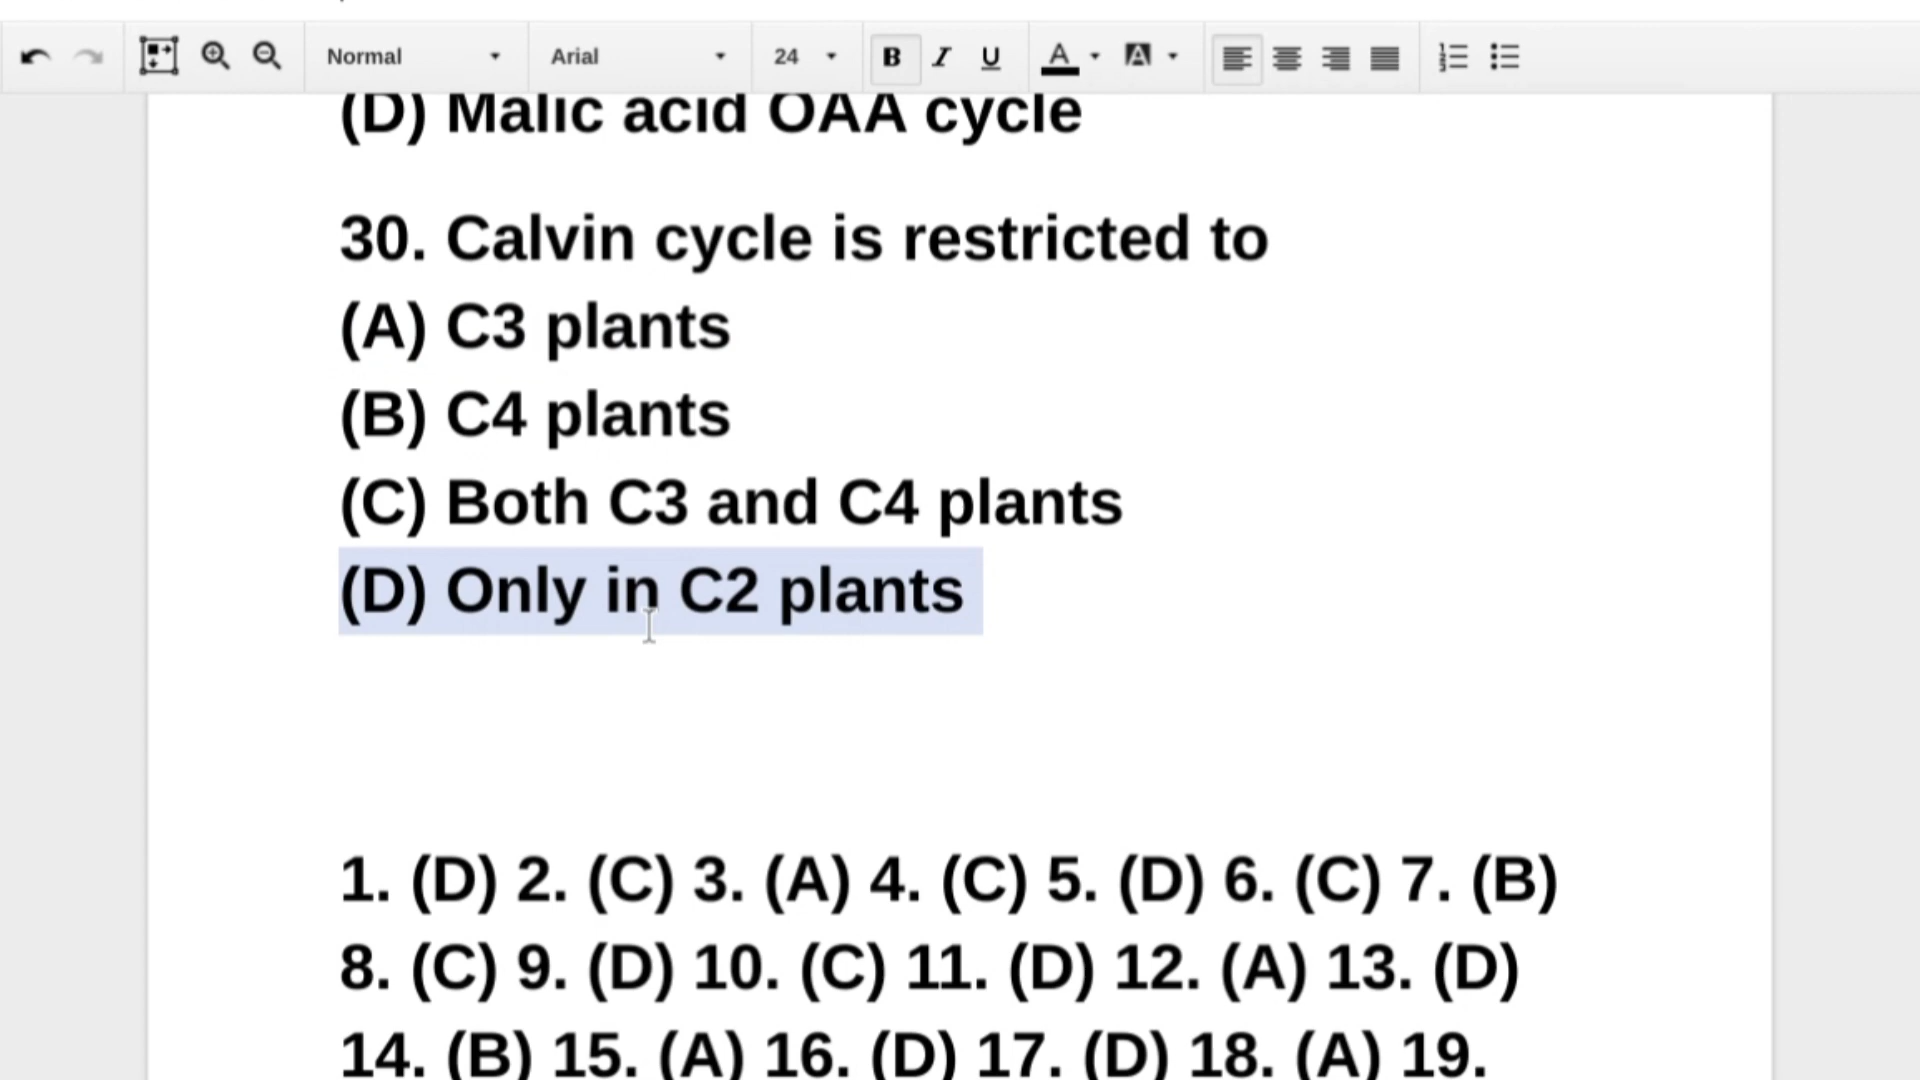 Normal Arial 24 B I U A A
(D) Malic acid OAA cycle
30. Calvin cycle is restricted to
(A) C3 plants
(B) C4 plants
(C) Both C3 and C4 plants
(D) Only in C2 plants
1. (D) 2. (C) 3. (A) 4. (C) 5. (D) 6. (C) 7. (B)
8. (C) 9. (D) 10. (C) 11. (D) 12. (A) 13. (D)
14. (B) 15. (A) 16. (D) 17. (D) 18. (A) 19.